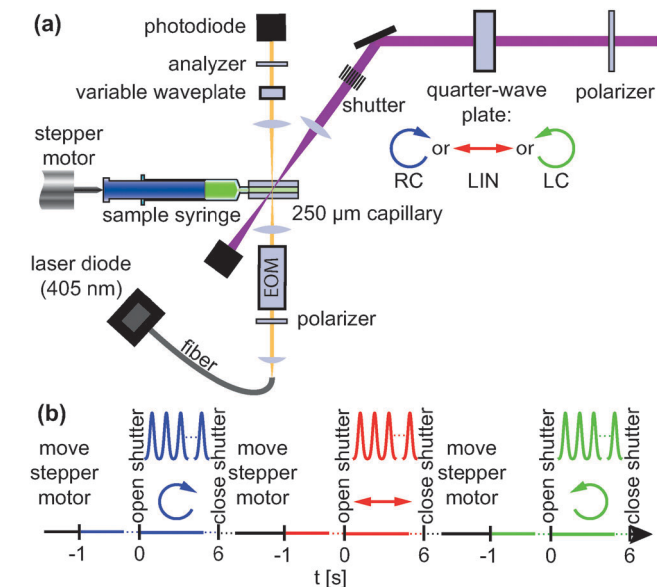 (a)
photodiode
analyzer
variable waveplate
shutter
quarter-wave
plate:
polarizer
or
or
RC
LIN
LC
stepper
motor
sample syringe
250 µm capillary
laser diode
(405 nm)
EOM
fiber
polarizer
(b)
move
stepper
motor
open shutter
close shutter
move
stepper
motor
open shutter
close shutter
move
stepper
motor
open shutter
close shutter
-1
0
6
-1
0
6
-1
0
6
t [s]